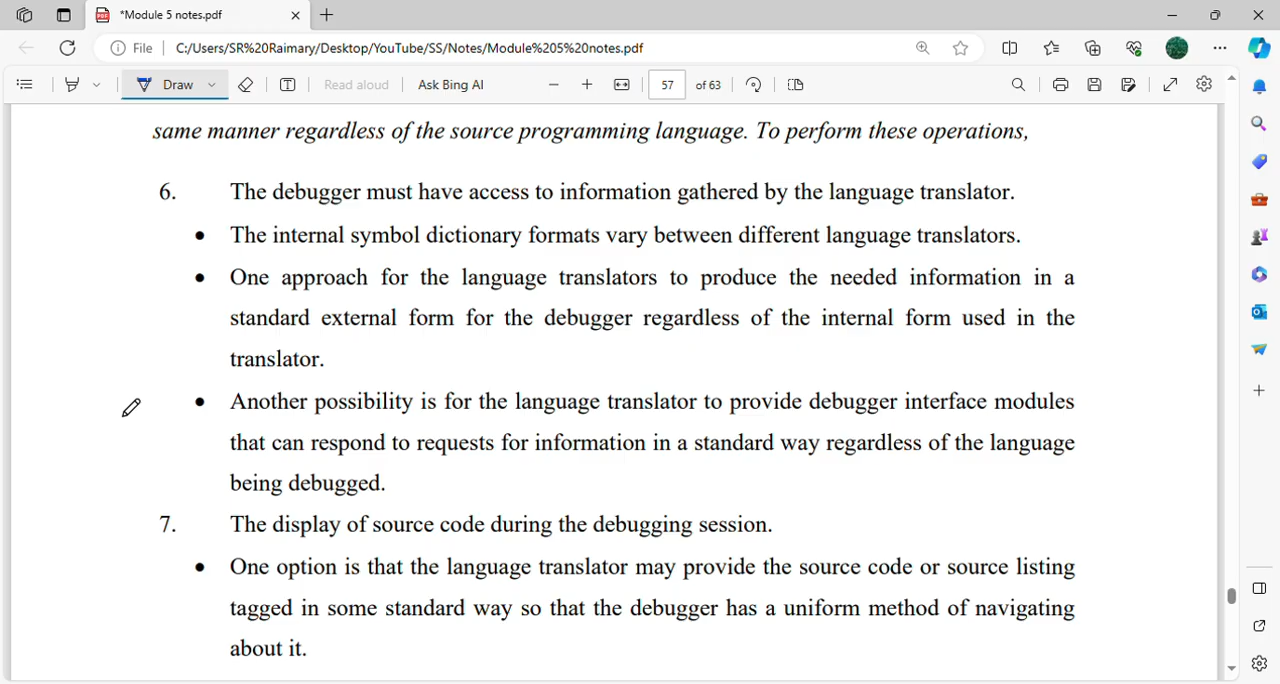 *Module 5 notes.pdf
File
C:/Users/SR%20Raimary/Desktop/YouTube/SS/Notes/Module%205%20notes.pdf
Draw
Read aloud
Ask Bing AI
57 of 63
same manner regardless of the source programming language. To perform these operations,
6. The debugger must have access to information gathered by the language translator.
• The internal symbol dictionary formats vary between different language translators.
• One approach for the language translators to produce the needed information in a
standard external form for the debugger regardless of the internal form used in the
translator.
• Another possibility is for the language translator to provide debugger interface modules
that can respond to requests for information in a standard way regardless of the language
being debugged.
7. The display of source code during the debugging session.
• One option is that the language translator may provide the source code or source listing
tagged in some standard way so that the debugger has a uniform method of navigating
about it.